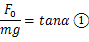 F₀/mg = tanα ①